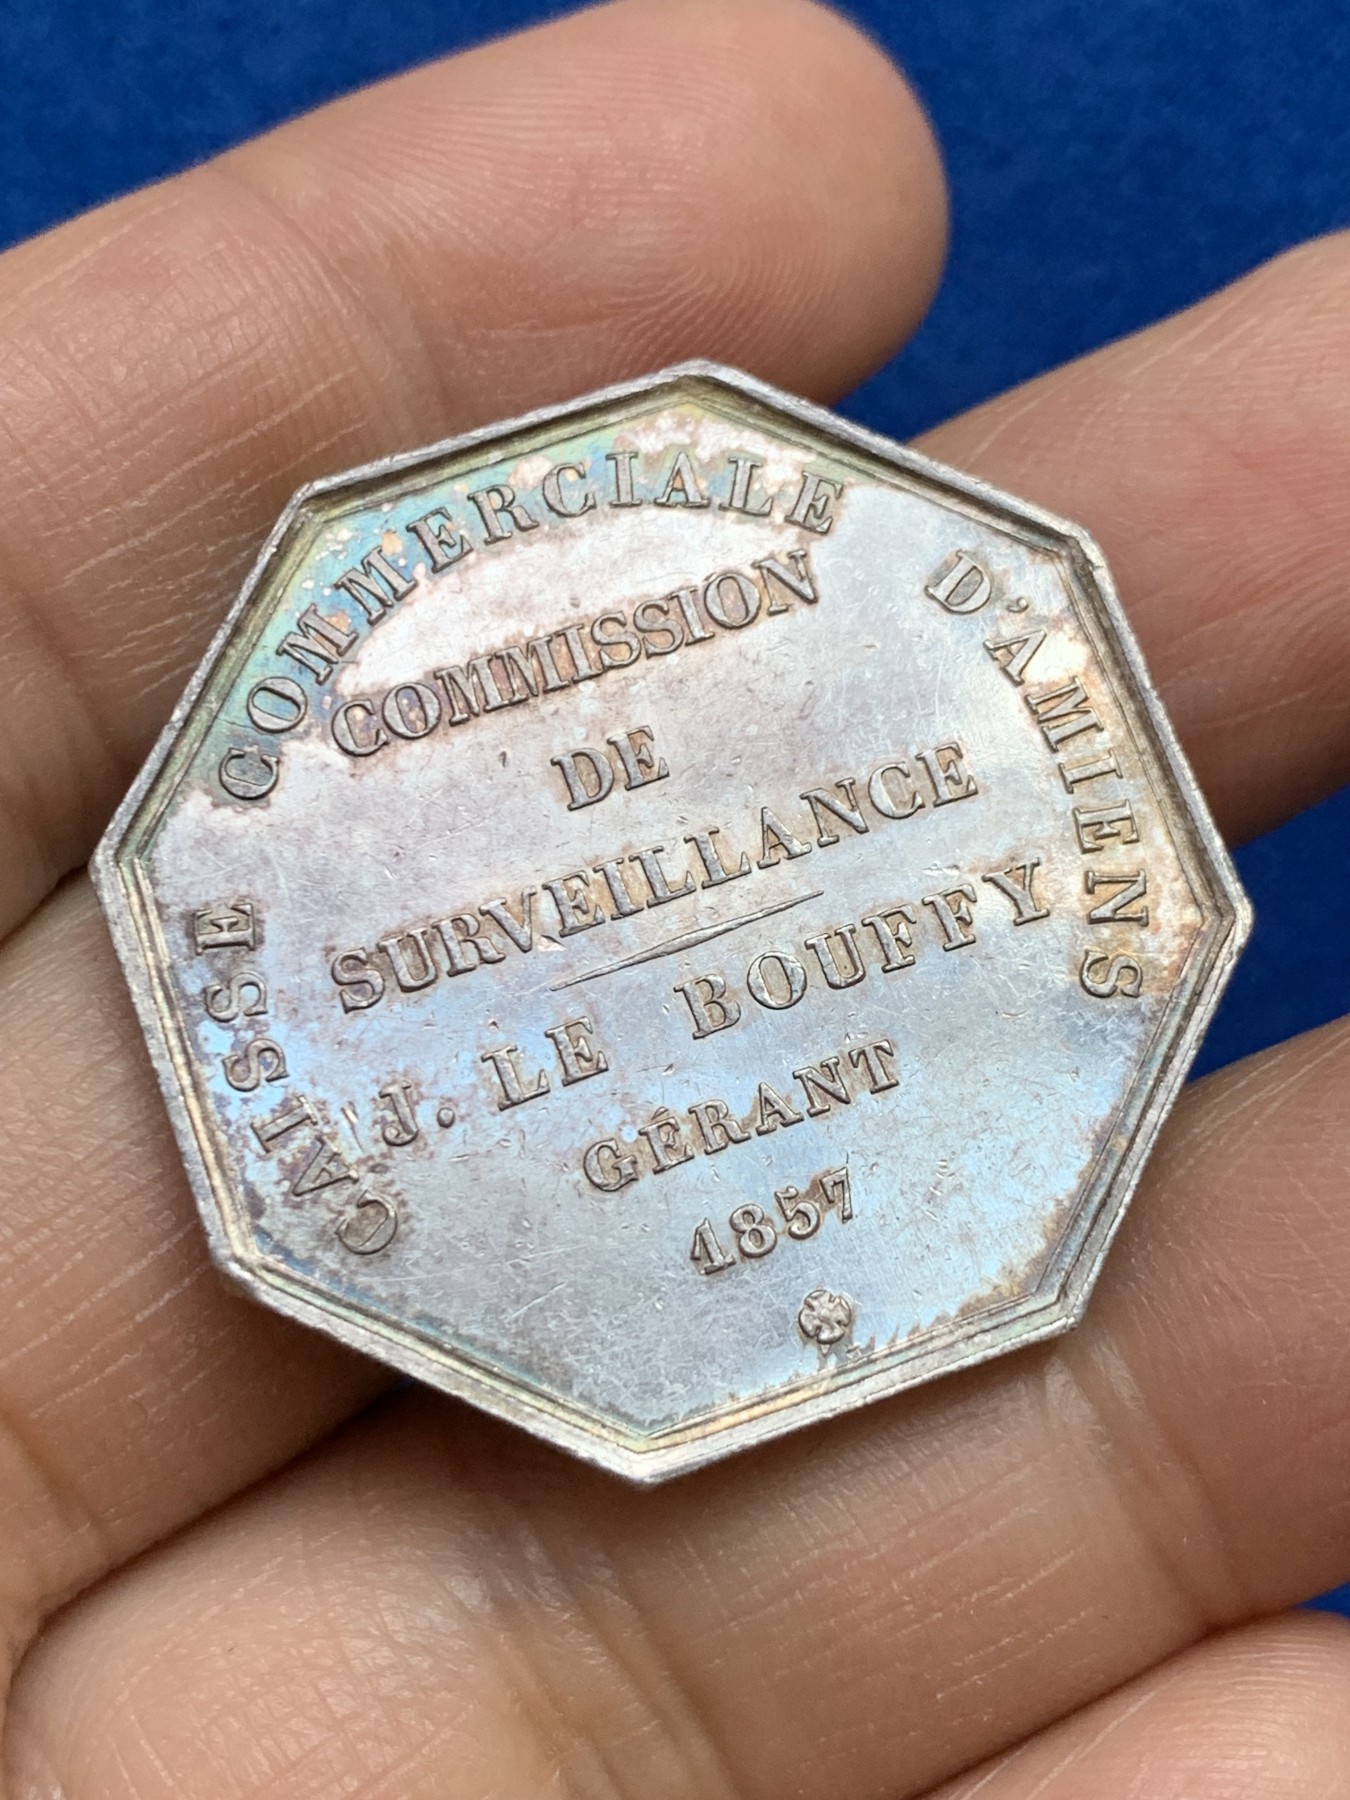 CAISSE COMMERCIALE D'AMIENS
COMMISSION
DE
SURVEILLANCE
J. LE BOUFFY
GÉRANT
1857